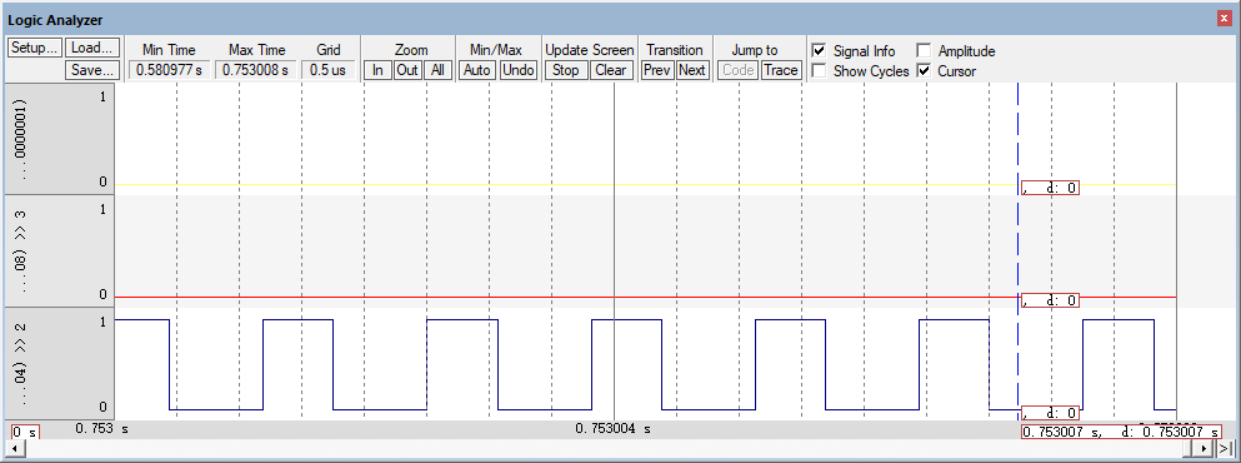 Logic Analyzer
Setup... Load... Min Time Max Time Grid Zoom Min/Max Update Screen Transition Jump to Signal Info Amplitude
Save... 0.580977 s 0.753008 s 0.5 us In Out All Auto Undo Stop Clear Prev Next Code Trace Show Cycles Cursor
1
...0000001)
0
, d: 0
1
...08) >> 3
0
, d: 0
1
...04) >> 2
0
, d: 0
0 s 0.753 s 0.753004 s 0.753007 s, d: 0.753007 s